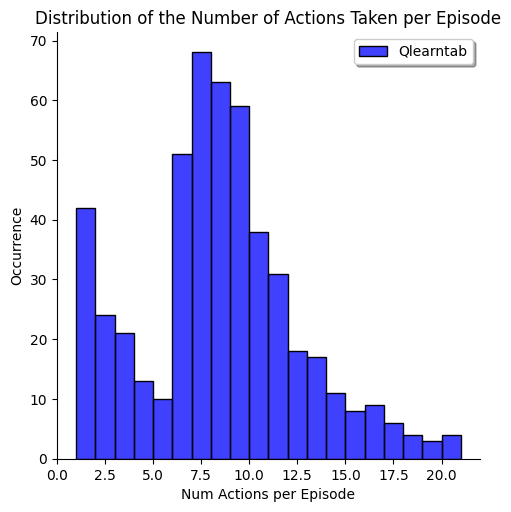 Distribution of the Number of Actions Taken per Episode
Qlearntab
70
60
50
40
30
20
10
0
Occurrence
0.0 2.5 5.0 7.5 10.0 12.5 15.0 17.5 20.0
Num Actions per Episode